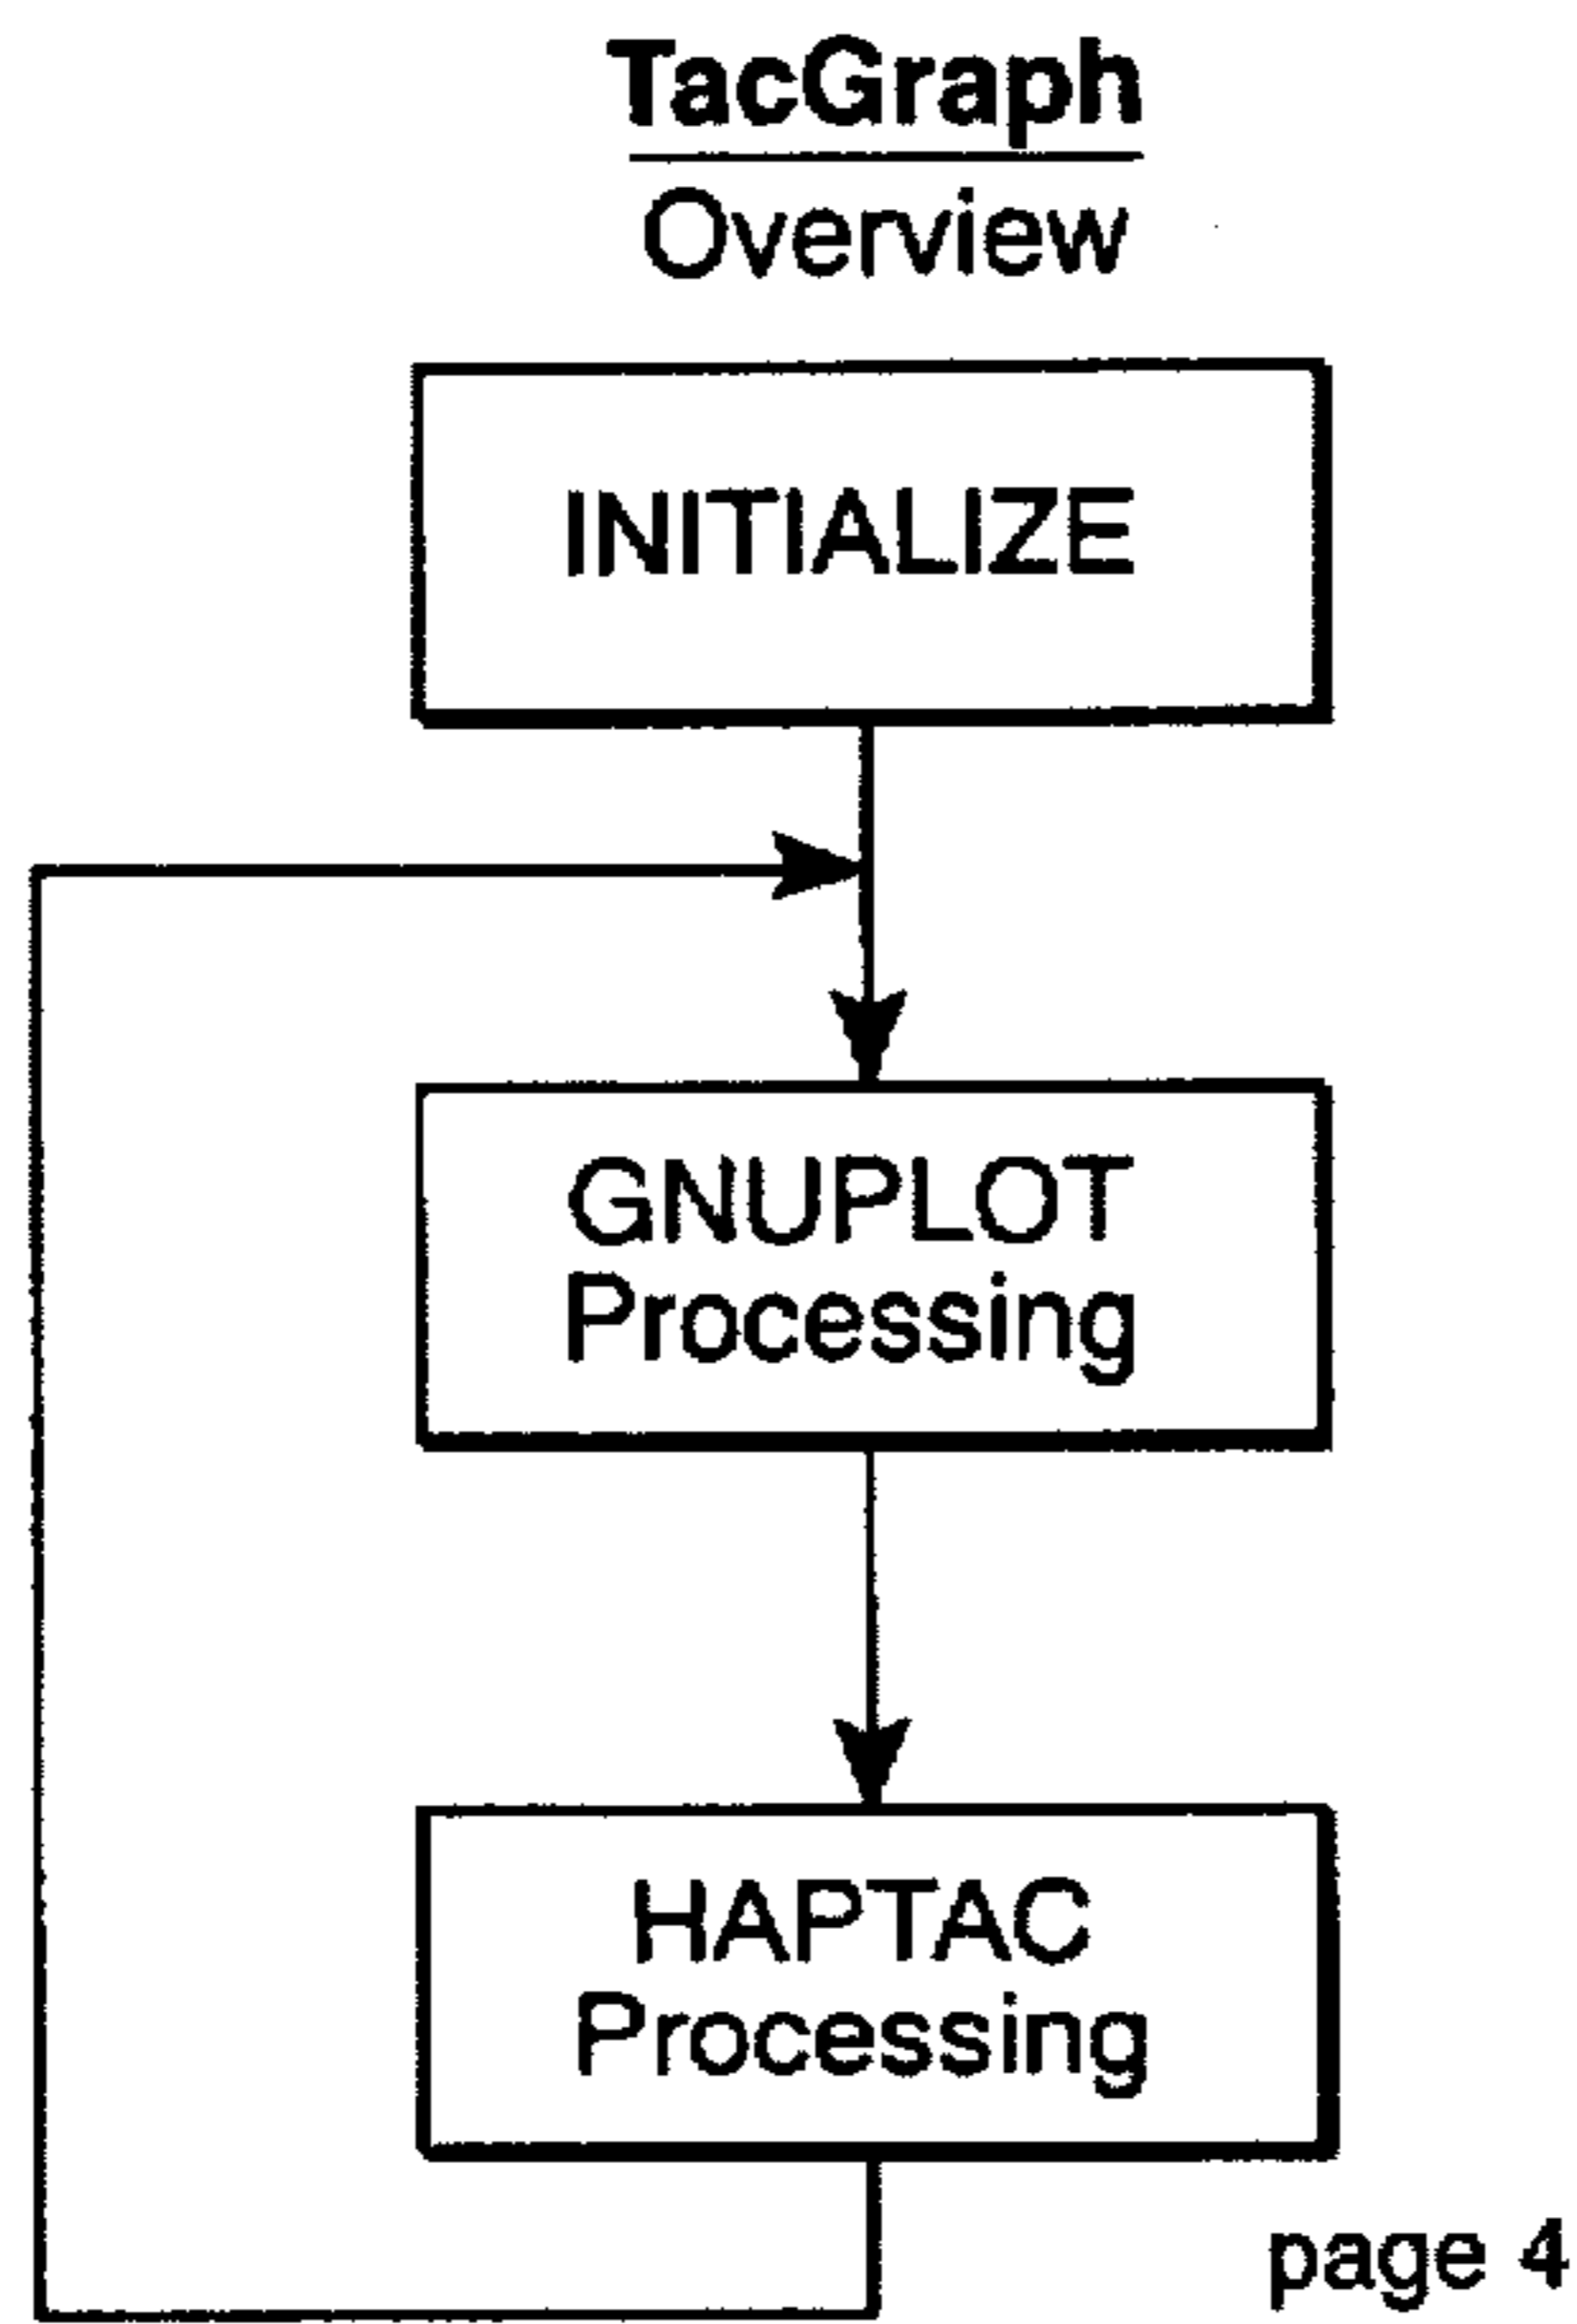 TacGraph
Overview
INITIALIZE
GNUPLOT
Processing
HAPTAC
Processing
page 4